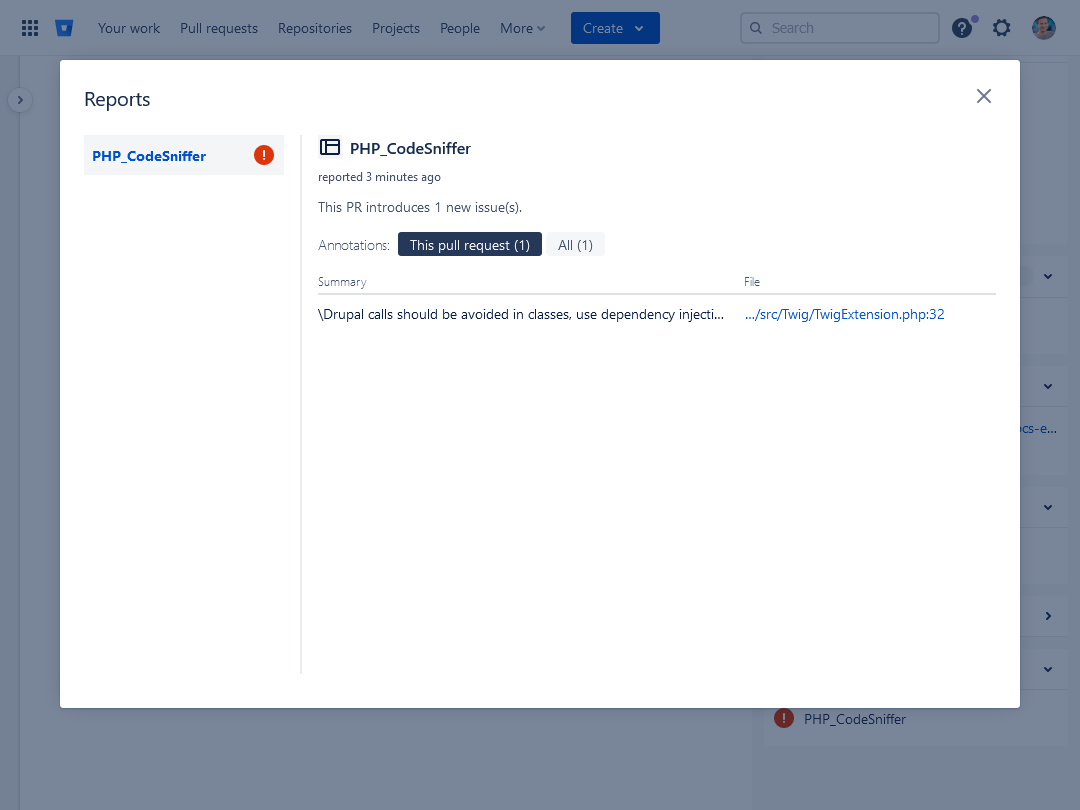 Your work Pull requests Repositories Projects People More Create Search
Reports
PHP_CodeSniffer
PHP_CodeSniffer
reported 3 minutes ago
This PR introduces 1 new issue(s).
Annotations: This pull request (1) All (1)
Summary File
\Drupal calls should be avoided in classes, use dependency injecti... .../src/Twig/TwigExtension.php:32
cs-e...
PHP_CodeSniffer